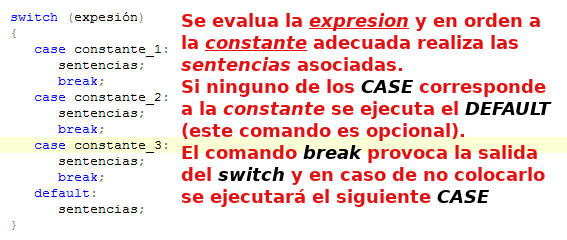 switch (expesión)
{
case constante_1:
sentencias;
break;
case constante_2:
sentencias;
break;
case constante_3:
sentencias;
break;
default:
sentencias;
}
Se evalua la expresion y en orden a
la constante adecuada realiza las
sentencias asociadas.
Si ninguno de los CASE corresponde
a la constante se ejecuta el DEFAULT
(este comando es opcional).
El comando break provoca la salida
del switch y en caso de no colocarlo
se ejecutará el siguiente CASE